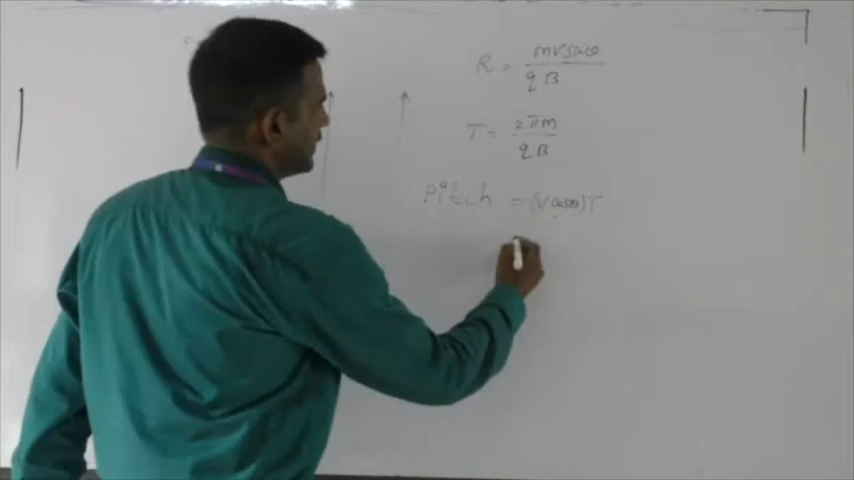 R = mvsinθ / qB
T = 2πm / qB
Pitch = (vcosθ)T